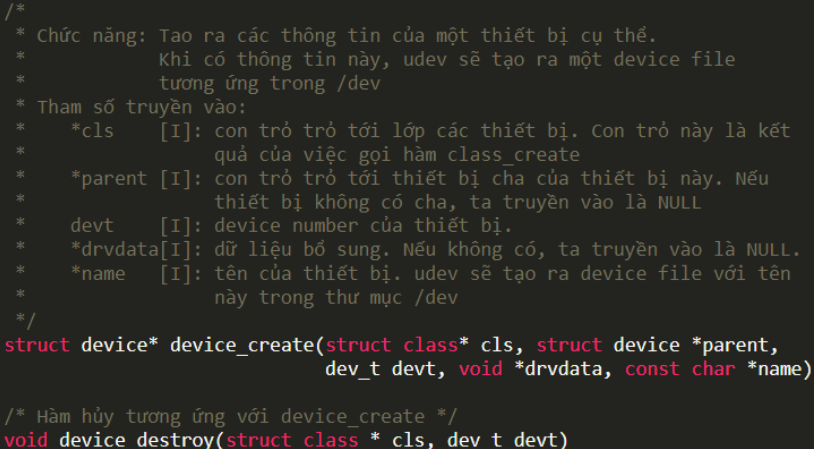 /*
* Chức năng: Tạo ra các thông tin của một thiết bị cụ thể.
* Khi có thông tin này, udev sẽ tạo ra một device file
* tương ứng trong /dev
* Tham số truyền vào:
* *cls [I]: con trỏ trỏ tới lớp các thiết bị. Con trỏ này là kết
* quả của việc gọi hàm class_create
* *parent [I]: con trỏ trỏ tới thiết bị cha của thiết bị này. Nếu
* thiết bị không có cha, ta truyền vào là NULL
* devt [I]: device number của thiết bị.
* *drvdata[I]: dữ liệu bổ sung. Nếu không có, ta truyền vào là NULL.
* *name [I]: tên của thiết bị. udev sẽ tạo ra device file với tên
* này trong thư mục /dev
*/
struct device* device_create(struct class* cls, struct device *parent,
dev_t devt, void *drvdata, const char *name)
/* Hàm hủy tương ứng với device_create */
void device_destroy(struct class * cls, dev_t devt)